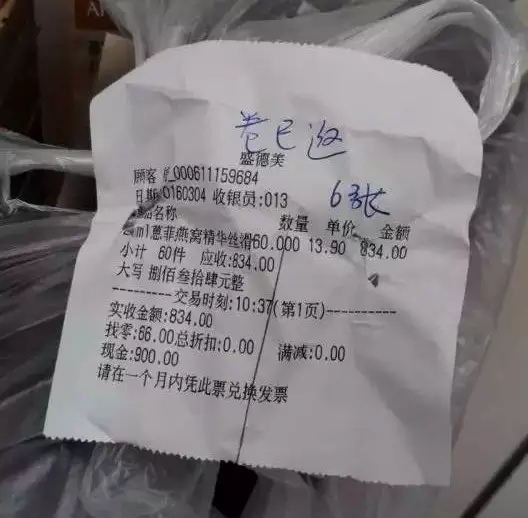 卷已返
盛德美
顾客 000611159684
6张
日期 0160304 收银员:013
品名称 数量 单价 金额
ml蕙菲燕窝精华丝滑60.000 13.90 834.00
小计 60件 应收:834.00
大写 捌佰叁拾肆元整
----------交易时刻:10:37(第1页)-----------
实收金额:834.00
找零:66.00总折扣:0.00 满减:0.00
现金:900.00
请在一个月内凭此票兑换发票